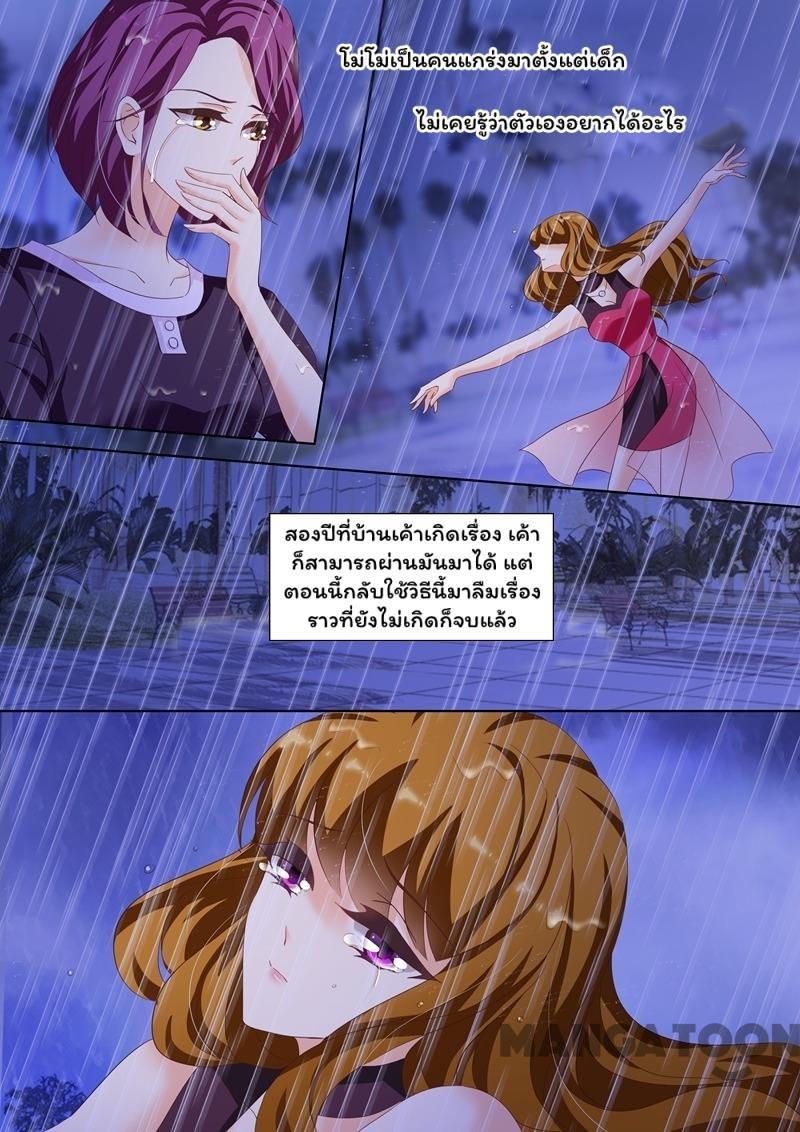 โม่โม่เป็นคนแกร่งมาตั้งแต่เด็ก
ไม่เคยรู้ว่าตัวเองอยากได้อะไร
สองปีที่บ้านเค้าเกิดเรื่อง เค้า
ก็สามารถผ่านมันมาได้ แต่
ตอนนี้กลับใช้วิธีนี้มาลืมเรื่อง
ราวที่ยังไม่เกิดก็จบแล้ว
MANGATOON